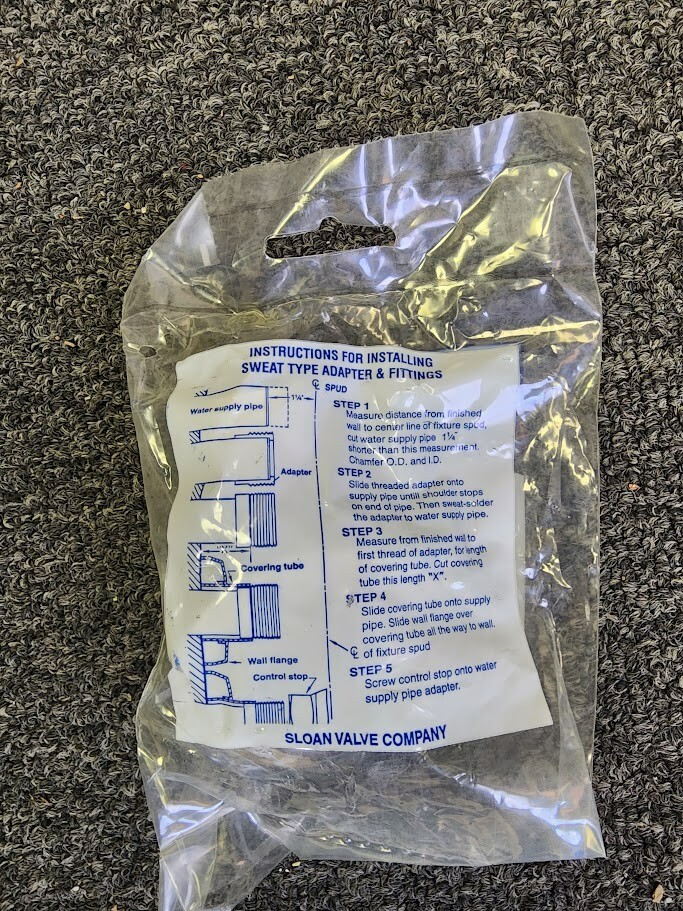 INSTRUCTIONS FOR INSTALLING
SWEAT TYPE ADAPTER & FITTINGS
℄ SPUD
1¼"
Water supply pipe
Adapter
Covering tube
Wall flange
Control stop
STEP 1
Measure distance from finished
wall to center line of fixture spud,
cut water supply pipe 1¼"
shorter than this measurement.
Chamfer O.D. and I.D.
STEP 2
Slide threaded adapter onto
supply pipe untill shoulder stops
on end of pipe. Then sweat-solder
the adapter to water supply pipe.
STEP 3
Measure from finished wall to
first thread of adapter, for length
of covering tube. Cut covering
tube this length "X".
STEP 4
Slide covering tube onto supply
pipe. Slide wall flange over
covering tube all the way to wall.
℄ of fixture spud
STEP 5
Screw control stop onto water
supply pipe adapter.
SLOAN VALVE COMPANY